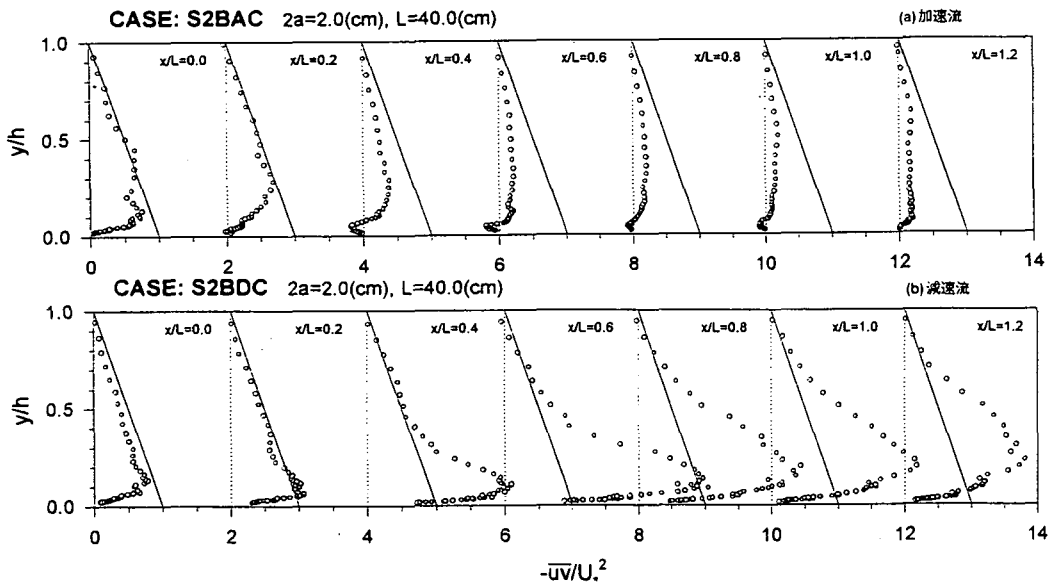 CASE: S2BAC 2a=2.0(cm), L=40.0(cm) (a)加速流
1.0
x/L=0.0 x/L=0.2 x/L=0.4 x/L=0.6 x/L=0.8 x/L=1.0 x/L=1.2
y/h
0.5
0.0
0 2 4 6 8 10 12 14
CASE: S2BDC 2a=2.0(cm), L=40.0(cm) (b)減速流
1.0
x/L=0.0 x/L=0.2 x/L=0.4 x/L=0.6 x/L=0.8 x/L=1.0 x/L=1.2
y/h
0.5
0.0
0 2 4 6 8 10 12 14
-uv/U*²